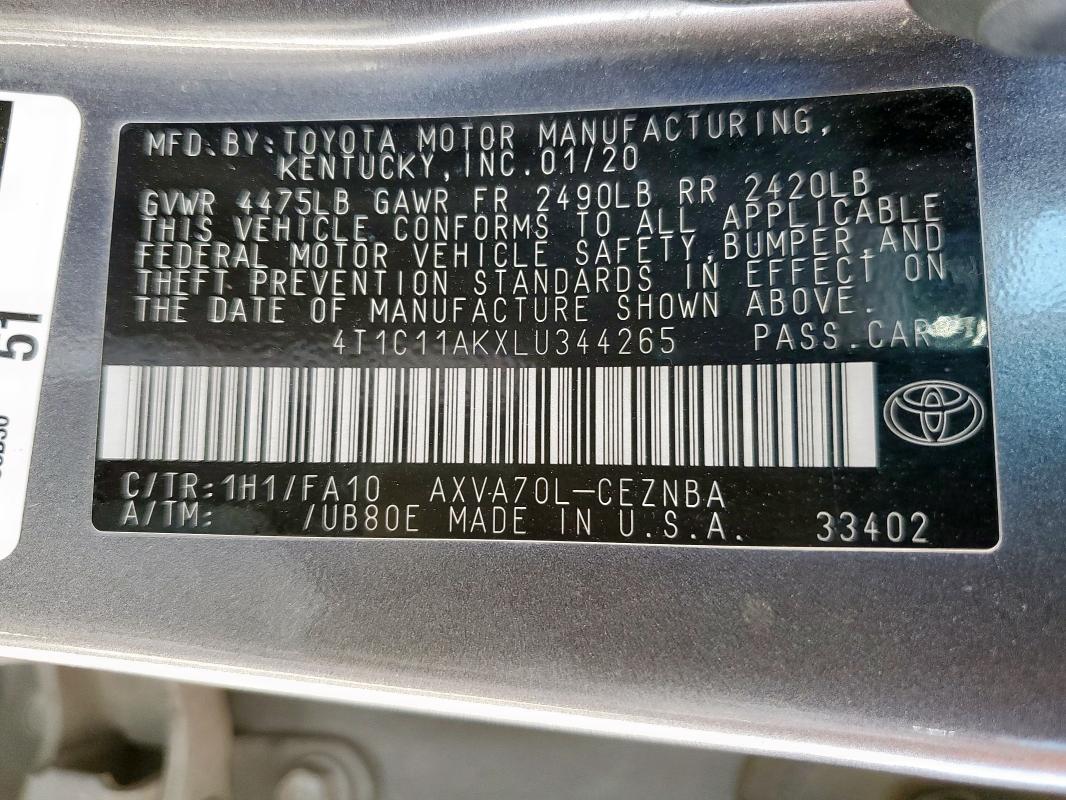 MFD.BY:TOYOTA MOTOR MANUFACTURING,
KENTUCKY,INC.01/20
GVWR 4475LB GAWR FR 2490LB RR 2420LB
THIS VEHICLE CONFORMS TO ALL APPLICABLE
FEDERAL MOTOR VEHICLE SAFETY,BUMPER,AND
THEFT PREVENTION STANDARDS IN EFFECT ON
THE DATE OF MANUFACTURE SHOWN ABOVE.
4T1C11AKXLU344265 PASS.CAR
C/TR:1H1/FA10 AXVA70L-CEZNBA
A/TM: /UB80E MADE IN U.S.A. 33402
51